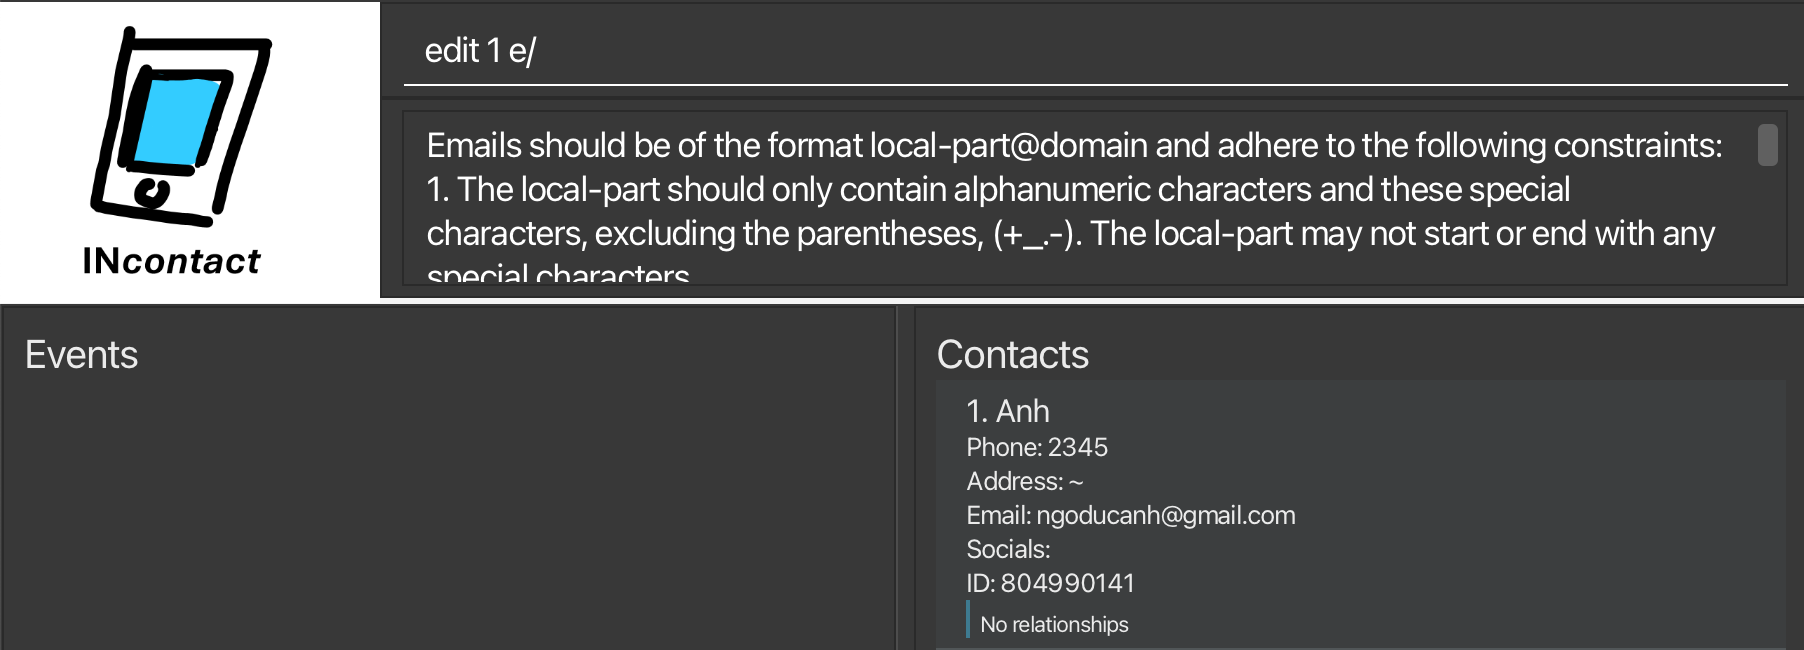 INcontact
edit 1 e/
Emails should be of the format local-part@domain and adhere to the following constraints:
1. The local-part should only contain alphanumeric characters and these special
characters, excluding the parentheses, (+_.-). The local-part may not start or end with any
special characters
Events
Contacts
1. Anh
Phone: 2345
Address: ~
Email: ngoducanh@gmail.com
Socials:
ID: 804990141
No relationships